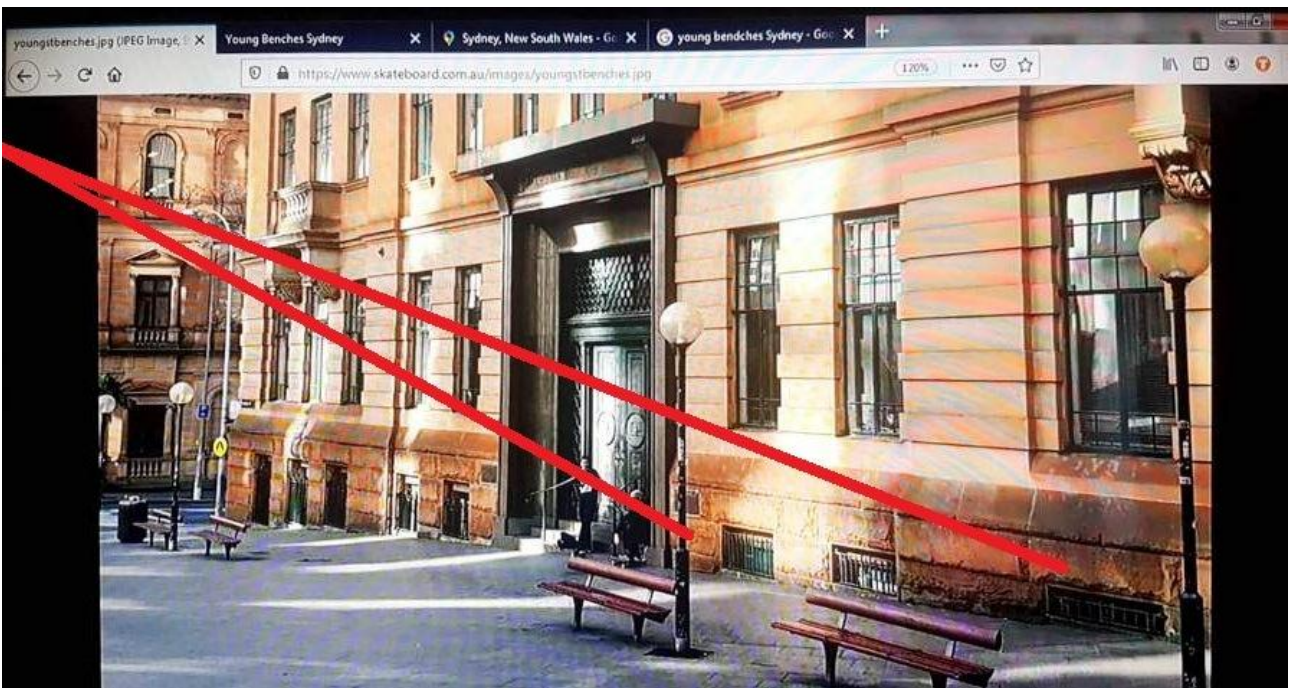 youngstbenches.jpg (JPEG Image, S
Young Benches Sydney
Sydney, New South Wales - Go
young bendches Sydney - Goo
https://www.skateboard.com.au/images/youngstbenches.jpg
120%